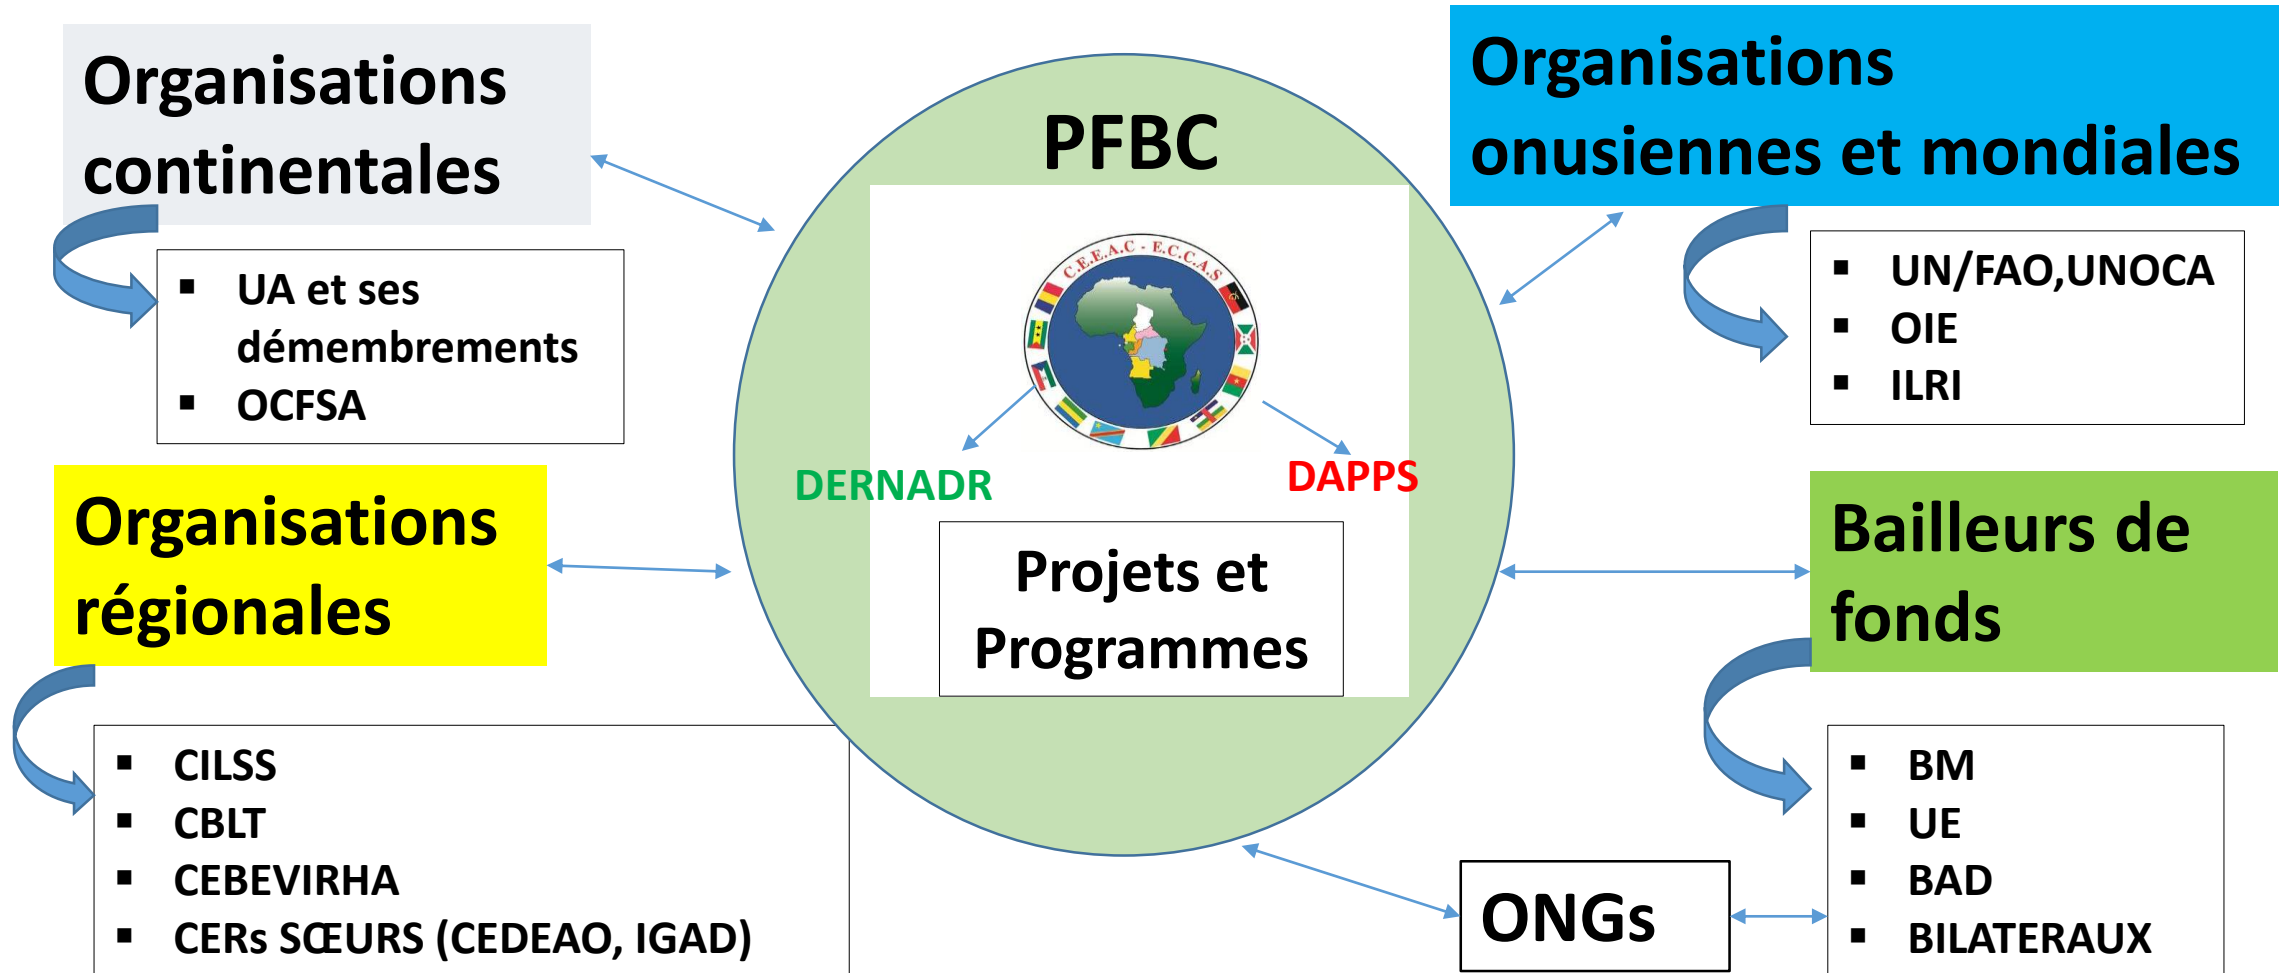 Organisations
continentales
UA et ses
démembrements
OCFSA
Organisations
régionales
CILSS
CBLT
CEBEVIRHA
CERs SŒURS (CEDEAO, IGAD)
PFBC
C.E.E.A.C - E.C.C.A.S
DERNADR
DAPPS
Projets et
Programmes
Organisations
onusiennes et mondiales
UN/FAO,UNOCA
OIE
ILRI
Bailleurs de
fonds
BM
UE
BAD
BILATERAUX
ONGs